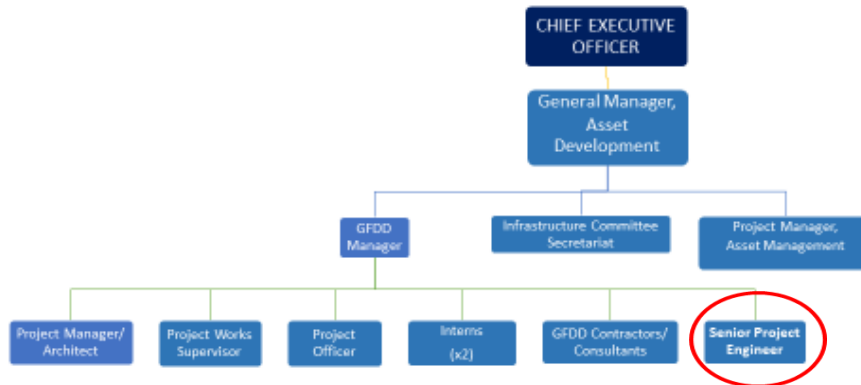 CHIEF EXECUTIVE
OFFICER
General Manager,
Asset
Development
GFDD
Manager
Infrastructure Committee
Secretariat
Project Manager,
Asset Management
Project Manager/
Architect
Project Works
Supervisor
Project
Officer
Interns
(x2)
GFDD Contractors/
Consultants
Senior Project
Engineer